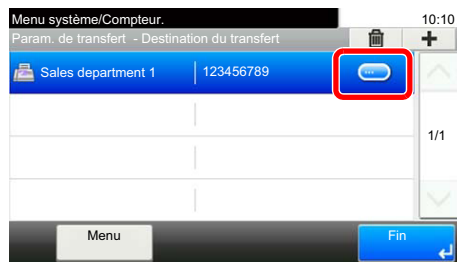 Menu système/Compteur.
10:10
Param. de transfert - Destination du transfert
Sales department 1
123456789
1/1
Menu
Fin